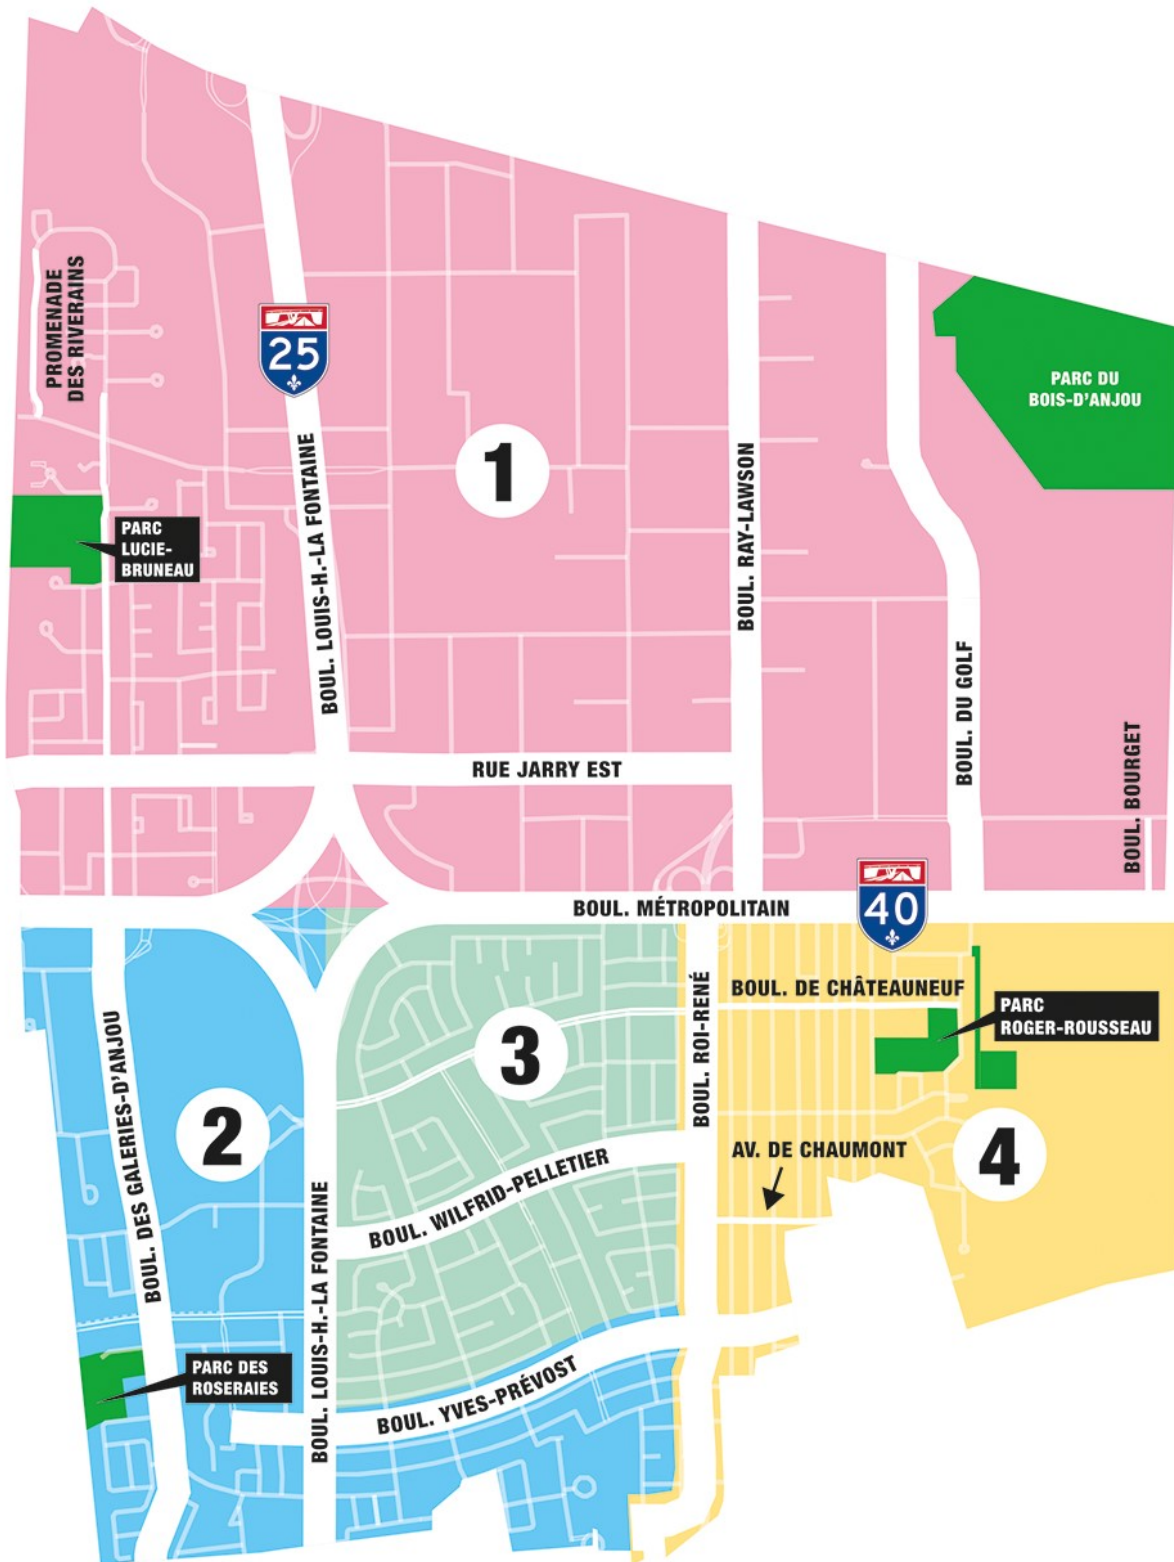 PROMENADE
DES RIVERAINS
25
PARC DU
BOIS-D'ANJOU
1
BOUL. LOUIS-H.-LA FONTAINE
BOUL. RAY-LAWSON
PARC
LUCIE-
BRUNEAU
BOUL. DU GOLF
BOUL. BOURGET
RUE JARRY EST
BOUL. MÉTROPOLITAIN
40
BOUL. DE CHÂTEAUNEUF
PARC
ROGER-ROUSSEAU
BOUL. ROI-RENÉ
3
BOUL. DES GALERIES-D'ANJOU
2
AV. DE CHAUMONT
4
BOUL. WILFRID-PELLETIER
BOUL. LOUIS-H.-LA FONTAINE
PARC DES
ROSERAIES
BOUL. YVES-PRÉVOST